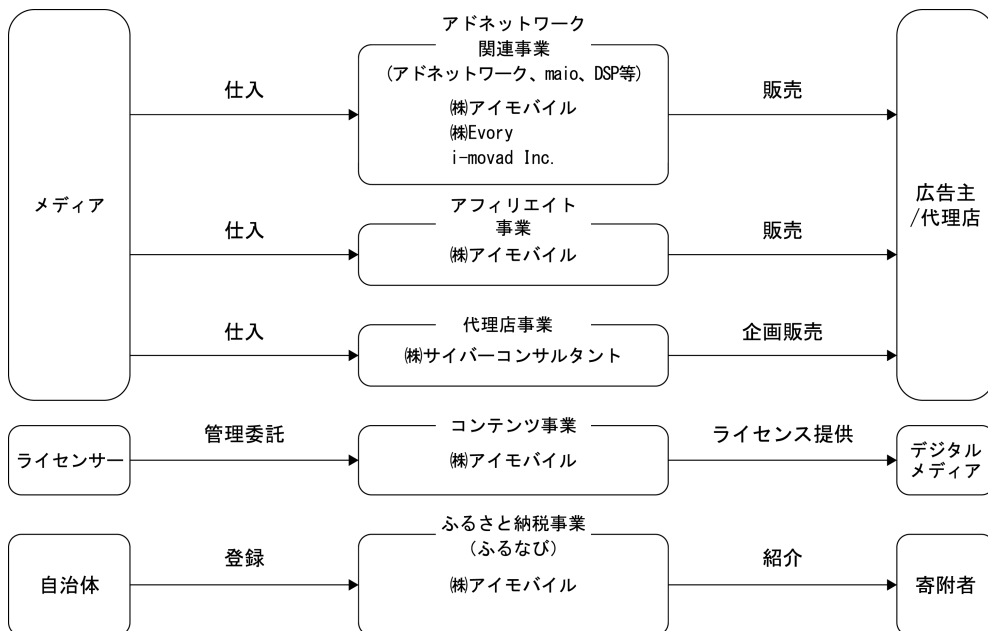 アドネットワーク
関連事業
(アドネットワーク、maio、DSP等)
㈱アイモバイル
㈱Evory
i-movad Inc.
メディア
仕入
販売
広告主
/代理店
アフィリエイト
事業
㈱アイモバイル
仕入
販売
代理店事業
㈱サイバーコンサルタント
仕入
企画販売
ライセンサー
管理委託
コンテンツ事業
㈱アイモバイル
ライセンス提供
デジタル
メディア
自治体
登録
ふるさと納税事業
(ふるなび)
㈱アイモバイル
紹介
寄附者